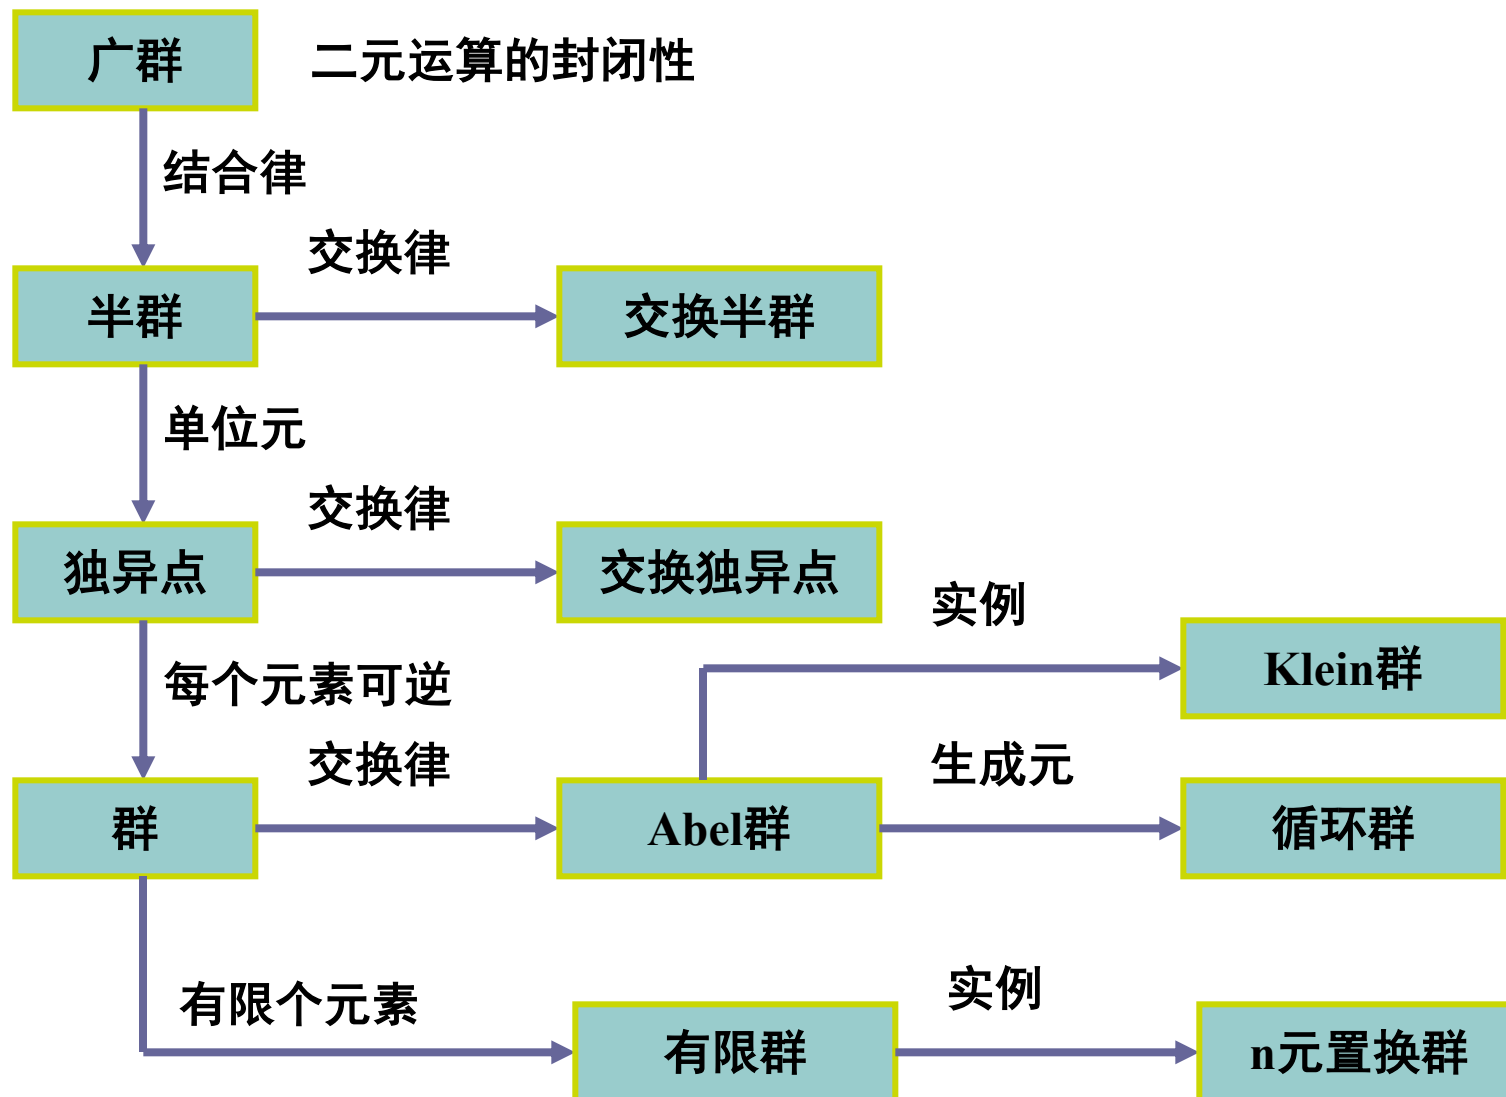 广群
二元运算的封闭性
结合律
交换律
半群
交换半群
单位元
交换律
独异点
交换独异点
实例
每个元素可逆
Klein群
交换律
生成元
群
Abel群
循环群
有限个元素
实例
有限群
n元置换群